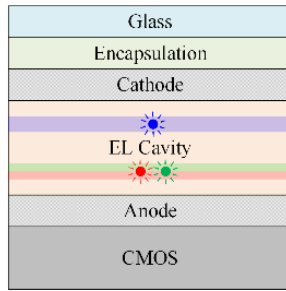 Glass
Encapsulation
Cathode
EL Cavity
Anode
CMOS